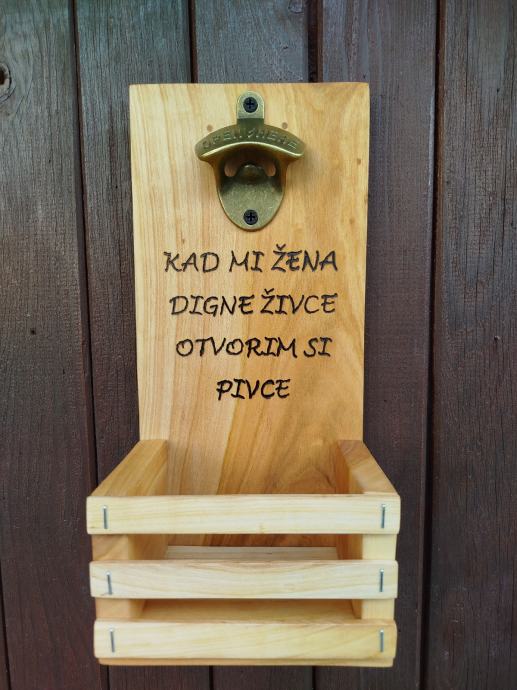 OPEN HERE
KAD MI ŽENA
DIGNE ŽIVCE
OTVORIM SI
PIVCE